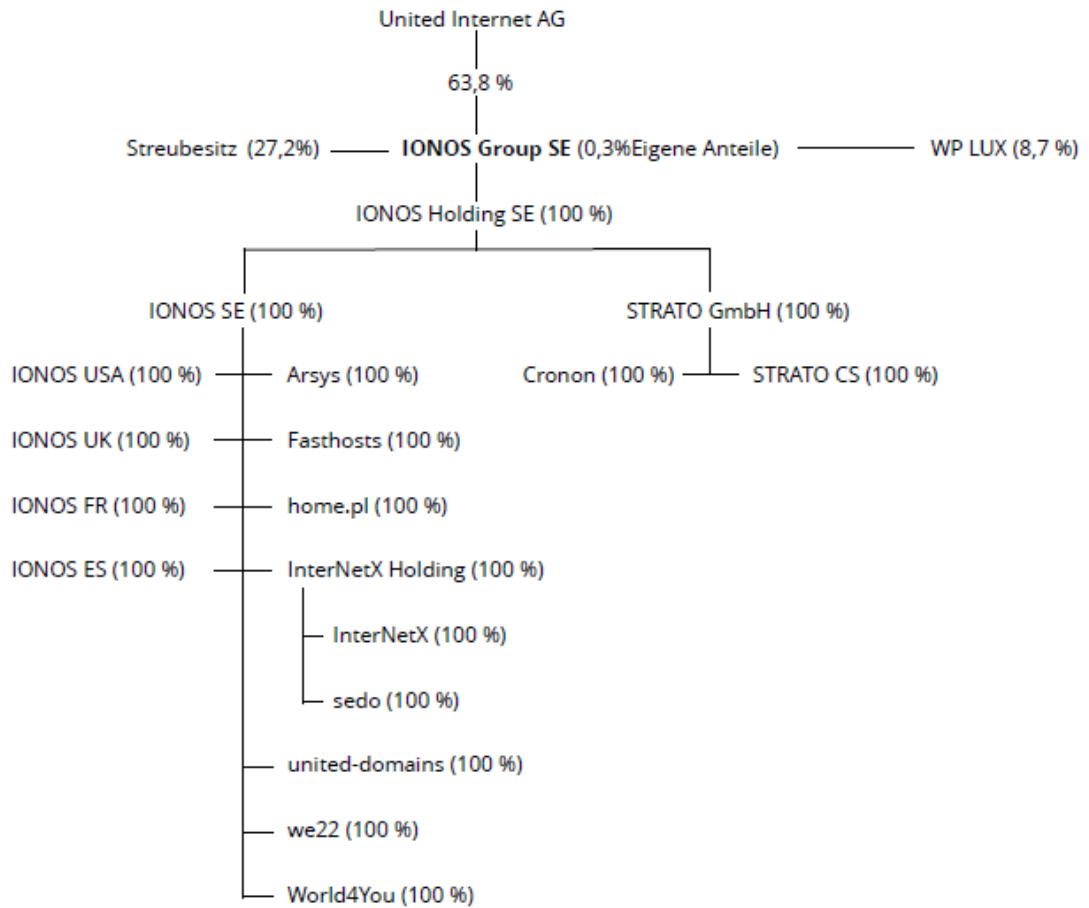 United Internet AG
63,8 %
Streubesitz (27,2%) IONOS Group SE (0,3%Eigene Anteile) WP LUX (8,7 %)
IONOS Holding SE (100 %)
IONOS SE (100 %) STRATO GmbH (100 %)
IONOS USA (100 %) Arsys (100 %) Cronon (100 %) STRATO CS (100 %)
IONOS UK (100 %) Fasthosts (100 %)
IONOS FR (100 %) home.pl (100 %)
IONOS ES (100 %) InterNetX Holding (100 %)
InterNetX (100 %)
sedo (100 %)
united-domains (100 %)
we22 (100 %)
World4You (100 %)